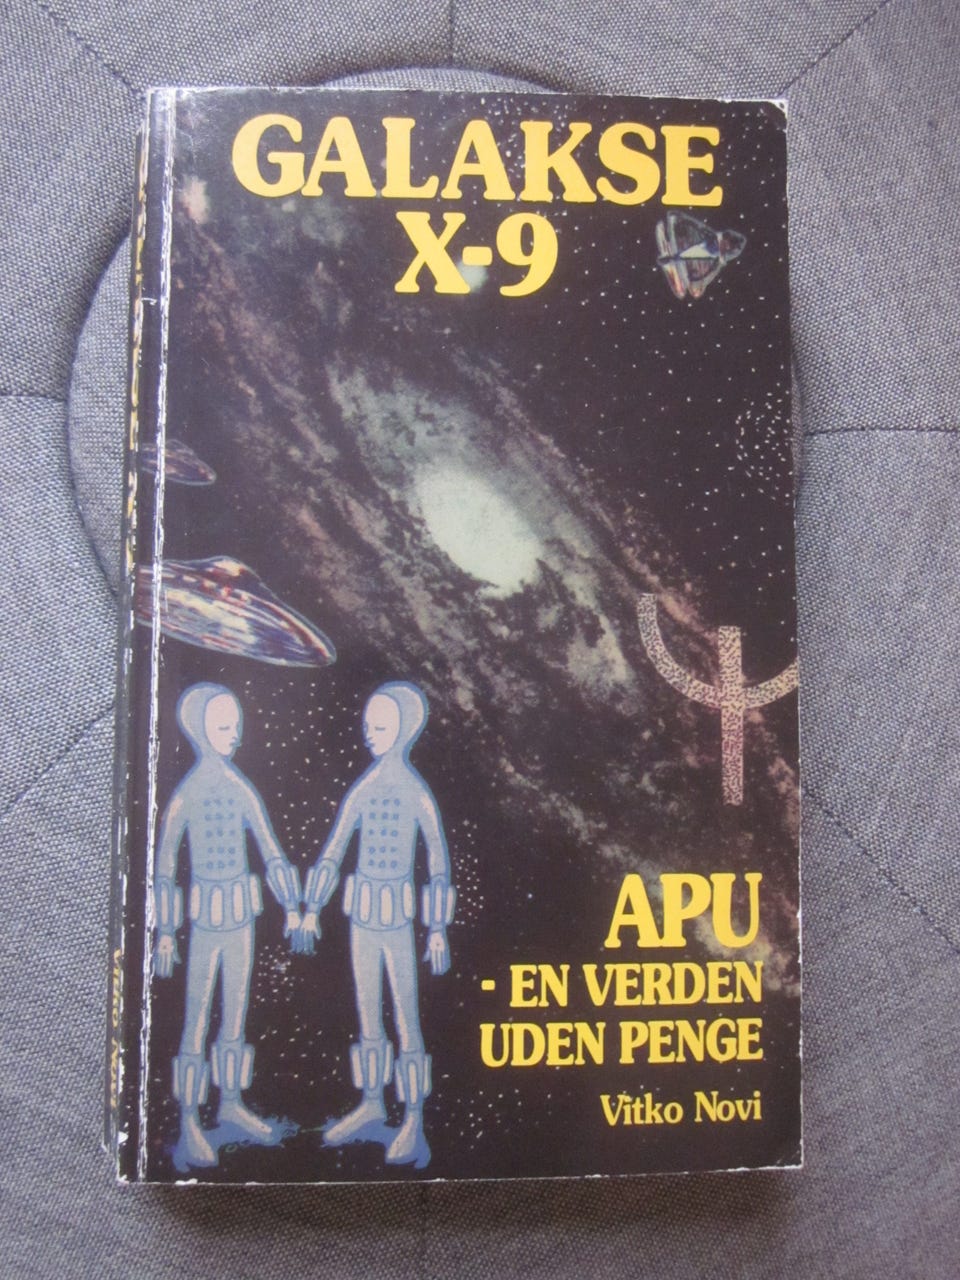 GALAKSE
X-9
APU
- EN VERDEN
UDEN PENGE
Vitko Novi